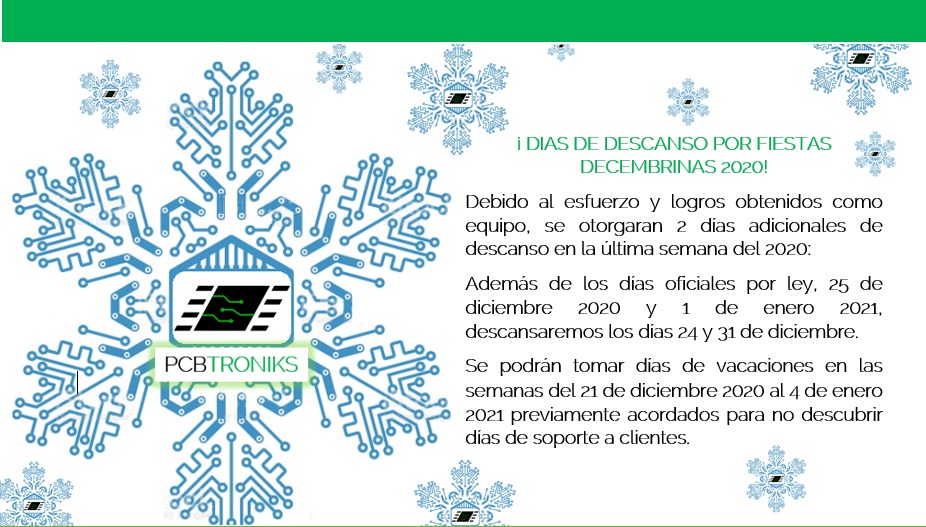 ¡ DIAS DE DESCANSO POR FIESTAS
DECEMBRINAS 2020!
Debido al esfuerzo y logros obtenidos como
equipo, se otorgaran 2 días adicionales de
descanso en la última semana del 2020:
Además de los días oficiales por ley, 25 de
diciembre 2020 y 1 de enero 2021,
descansaremos los días 24 y 31 de diciembre.
Se podrán tomar días de vacaciones en las
semanas del 21 de diciembre 2020 al 4 de enero
2021 previamente acordados para no descubrir
días de soporte a clientes.
PCBTRONIKS